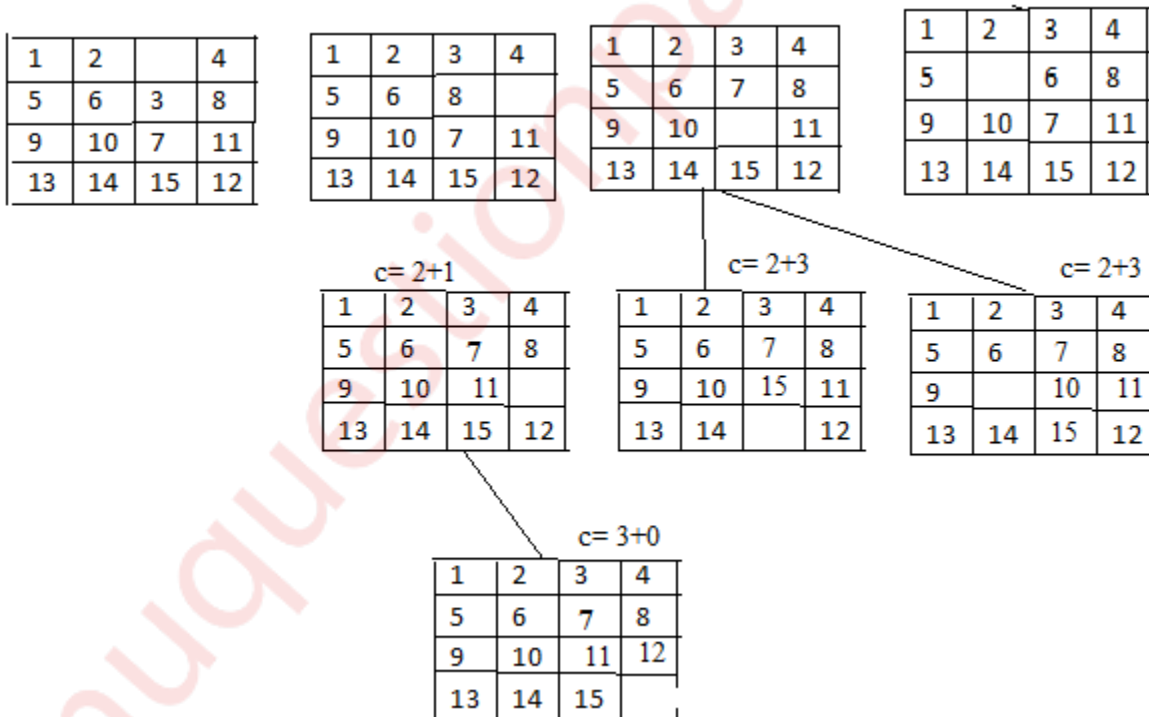 1 2 4
5 6 3 8
9 10 7 11
13 14 15 12
1 2 3 4
5 6 8
9 10 7 11
13 14 15 12
1 2 3 4
5 6 7 8
9 10 11
13 14 15 12
1 2 3 4
5 6 8
9 10 7 11
13 14 15 12
c= 2+1
1 2 3 4
5 6 7 8
9 10 11
13 14 15 12
c= 2+3
1 2 3 4
5 6 7 8
9 10 15 11
13 14 12
c= 2+3
1 2 3 4
5 6 7 8
9 10 11
13 14 15 12
c= 3+0
1 2 3 4
5 6 7 8
9 10 11 12
13 14 15
uquestionpa